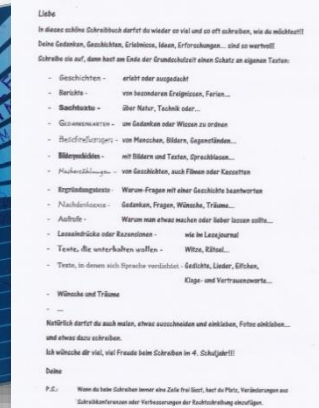 Liebe
In dieses schöne Schreibbuch darfst du wieder so viel und so oft schreiben, wie du möchtest!!
Deine Gedanken, Geschichten, Erlebnisse, Ideen, Erforschungen... sind so wertvoll!
Schreibe sie auf, dann hast am Ende der Grundschulzeit einen Schatz an eigenen Texten:
- Geschichten - erlebt oder ausgedacht
- Berichte - von besonderen Ereignissen, Ferien...
- Sachtexte - über Natur, Technik oder...
- Gedankenkarten - um Gedanken oder Wissen zu ordnen
- Beschreibungen - von Menschen, Bildern, Gegenständen...
- Bildergeschichten - mit Bildern und Texten, Sprechblasen...
- Nacherzählungen - von Geschichten, auch Filmen oder Kassetten
- Ergründungstexte - Warum-Fragen mit einer Geschichte beantworten
- Nachdenktexte - Gedanken, Fragen, Wünsche, Träume...
- Aufrufe - Warum man etwas machen oder lieber lassen sollte...
- Leseeindrücke oder Rezensionen - wie im Lesejournal
- Texte, die unterhalten wollen - Witze, Rätsel...
- Texte, in denen sich Sprache verdichtet - Gedichte, Lieder, Elfchen,
Klage- und Vertrauensworte...
- Wünsche und Träume
- ...
Natürlich darfst du auch malen, etwas ausschneiden und einkleben, Fotos einkleben...
und etwas dazu schreiben.
Ich wünsche dir viel, viel Freude beim Schreiben im 4. Schuljahr!!!
Deine
P.S.: Wenn du beim Schreiben immer eine Zeile frei lässt, hast du Platz, Veränderungen aus
Schreibkonferenzen oder Verbesserungen der Rechtschreibung einzufügen.